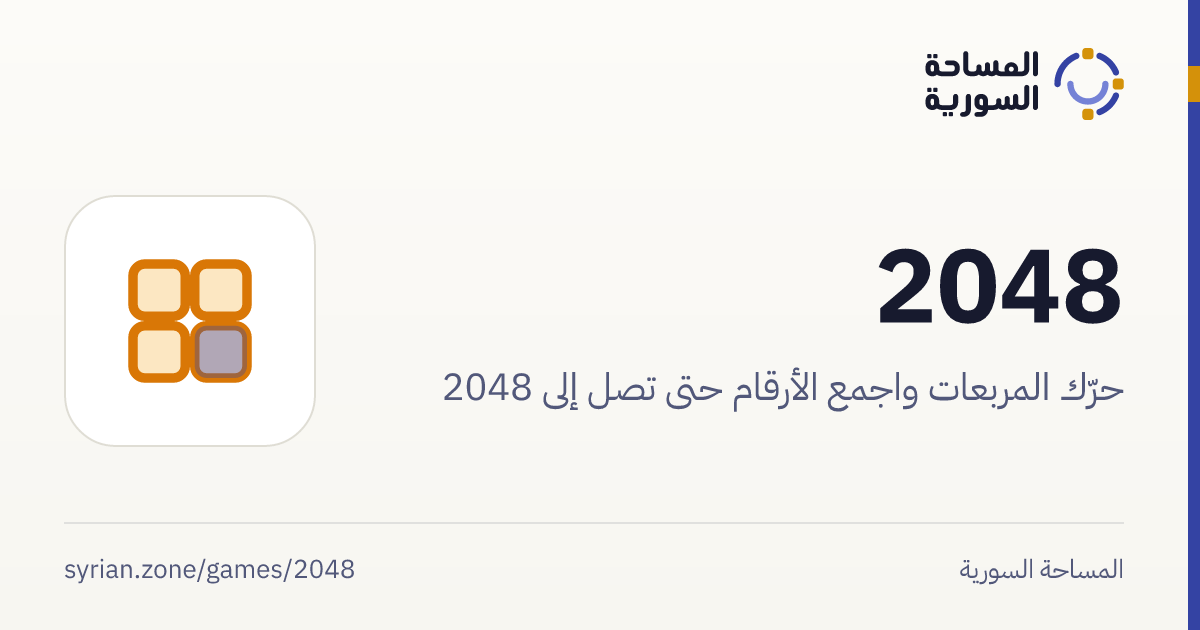 المساحة
السورية
2048
حرّك المربعات واجمع الأرقام حتى تصل إلى 2048
المساحة السورية
syrian.zone/games/2048